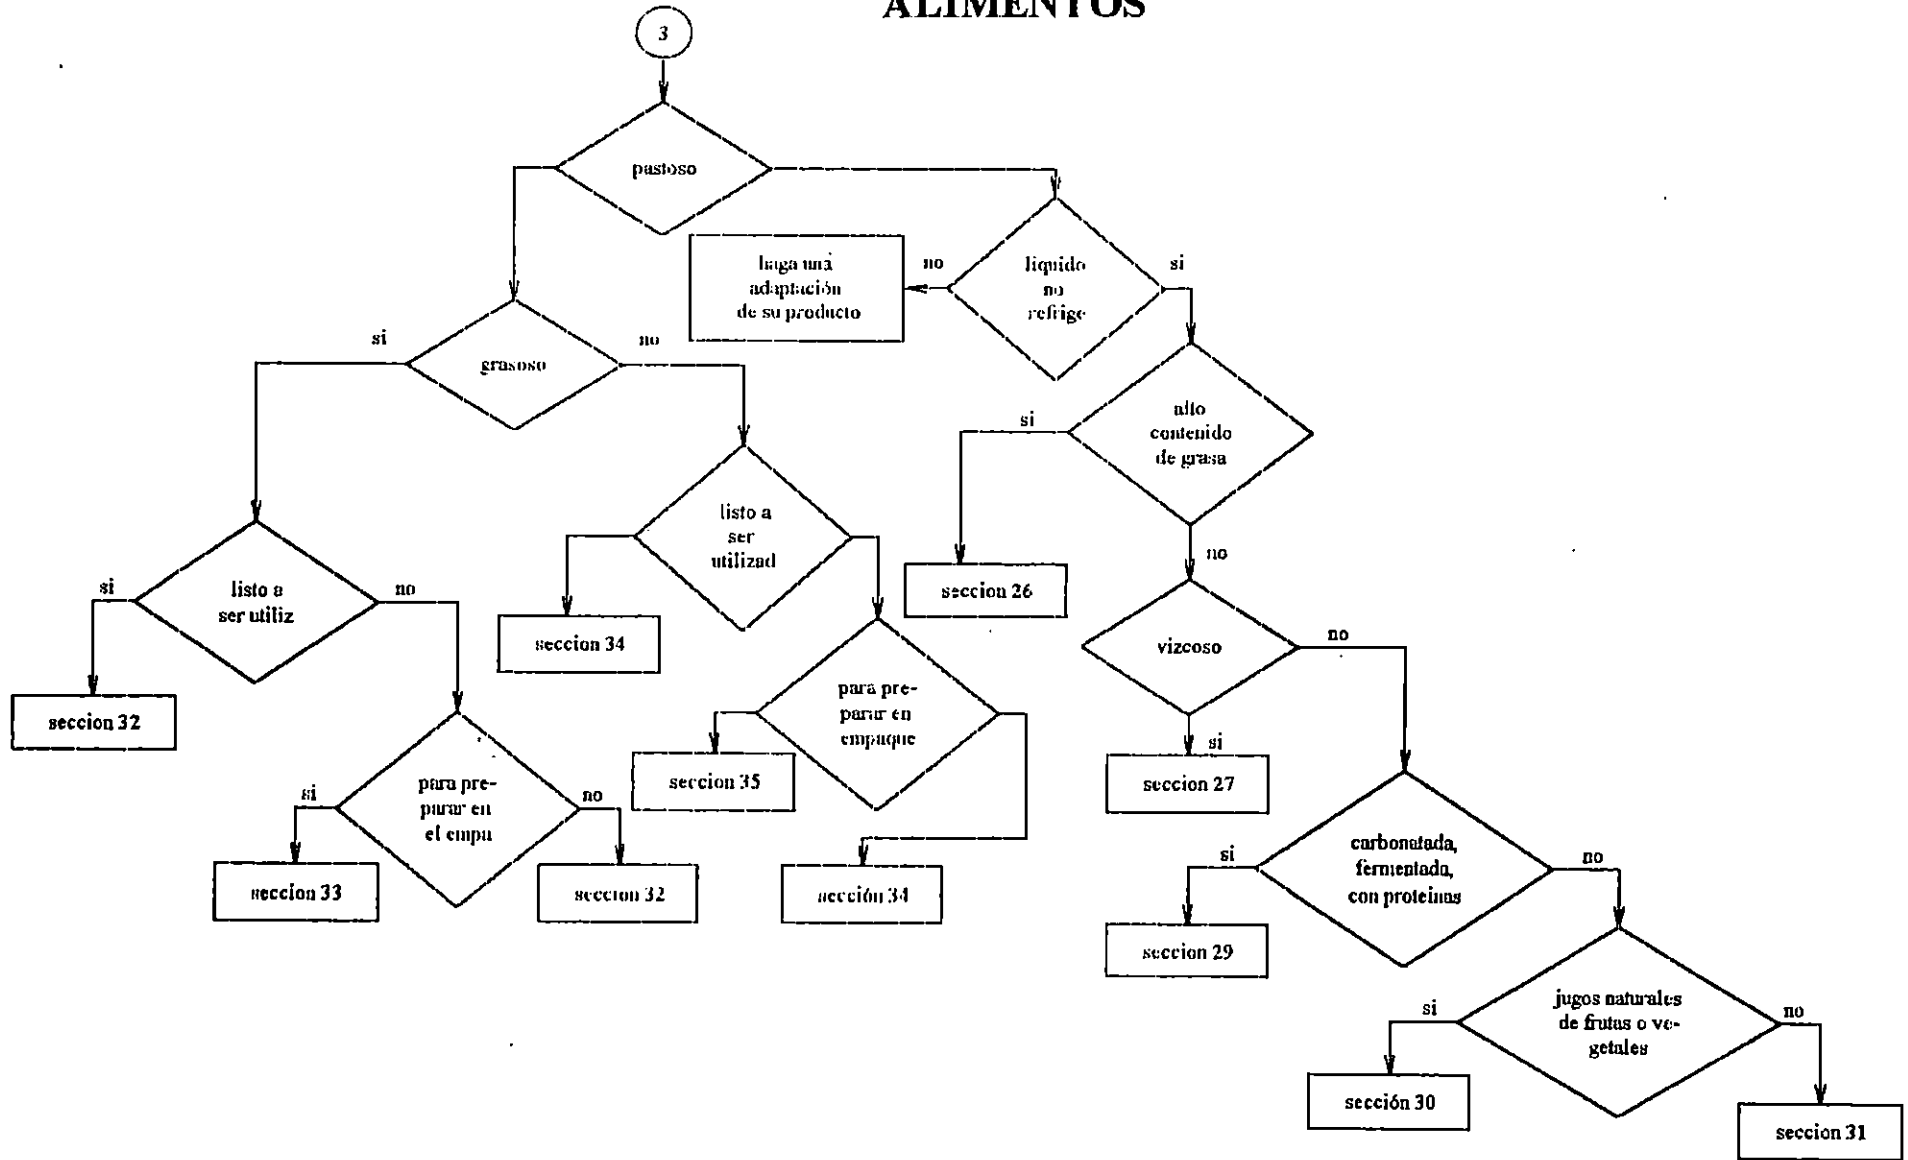 ALIMENTOS
3
pastoso
haga una
adaptación
de su producto
no
liquido
no
refrige
si
si
grasoso
no
si
alto
contenido
de grasa
no
listo a
ser
utilizad
seccion 26
si
listo a
ser utiliz
no
seccion 34
vizcoso
no
si
seccion 32
para pre-
parar en
empaque
seccion 35
seccion 27
si
para pre-
parar en
el empa
no
seccion 33
seccion 32
sección 34
si
carbonatada,
fermentada,
con proteinas
no
seccion 29
si
jugos naturales
de frutas o ve-
getales
no
sección 30
seccion 31